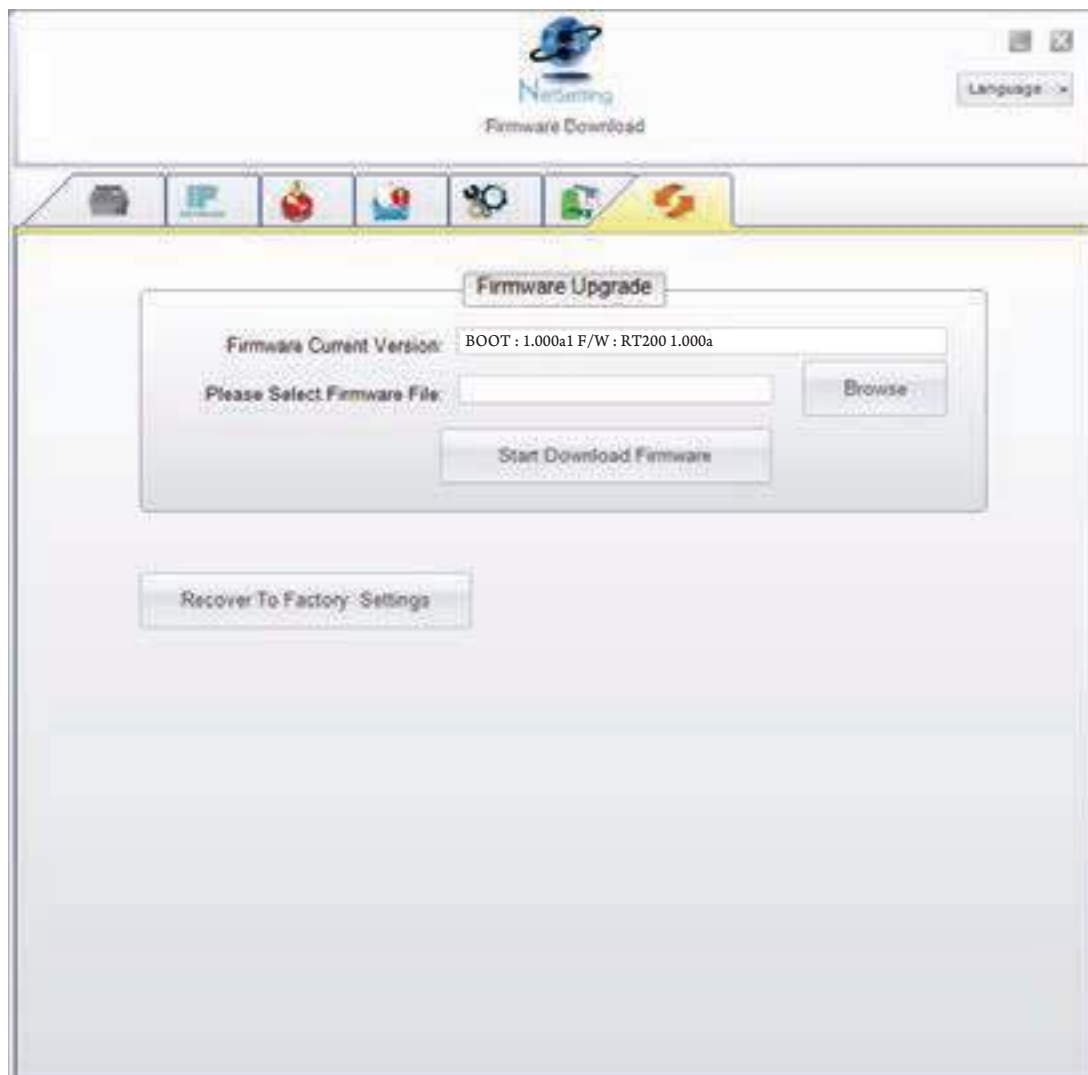 NetSetting
Language
Firmware Download
IP
Firmware Upgrade
Firmware Current Version: BOOT : 1.000a1 F/W : RT200 1.000a
Please Select Firmware File: Browse
Start Download Firmware
Recover To Factory Settings